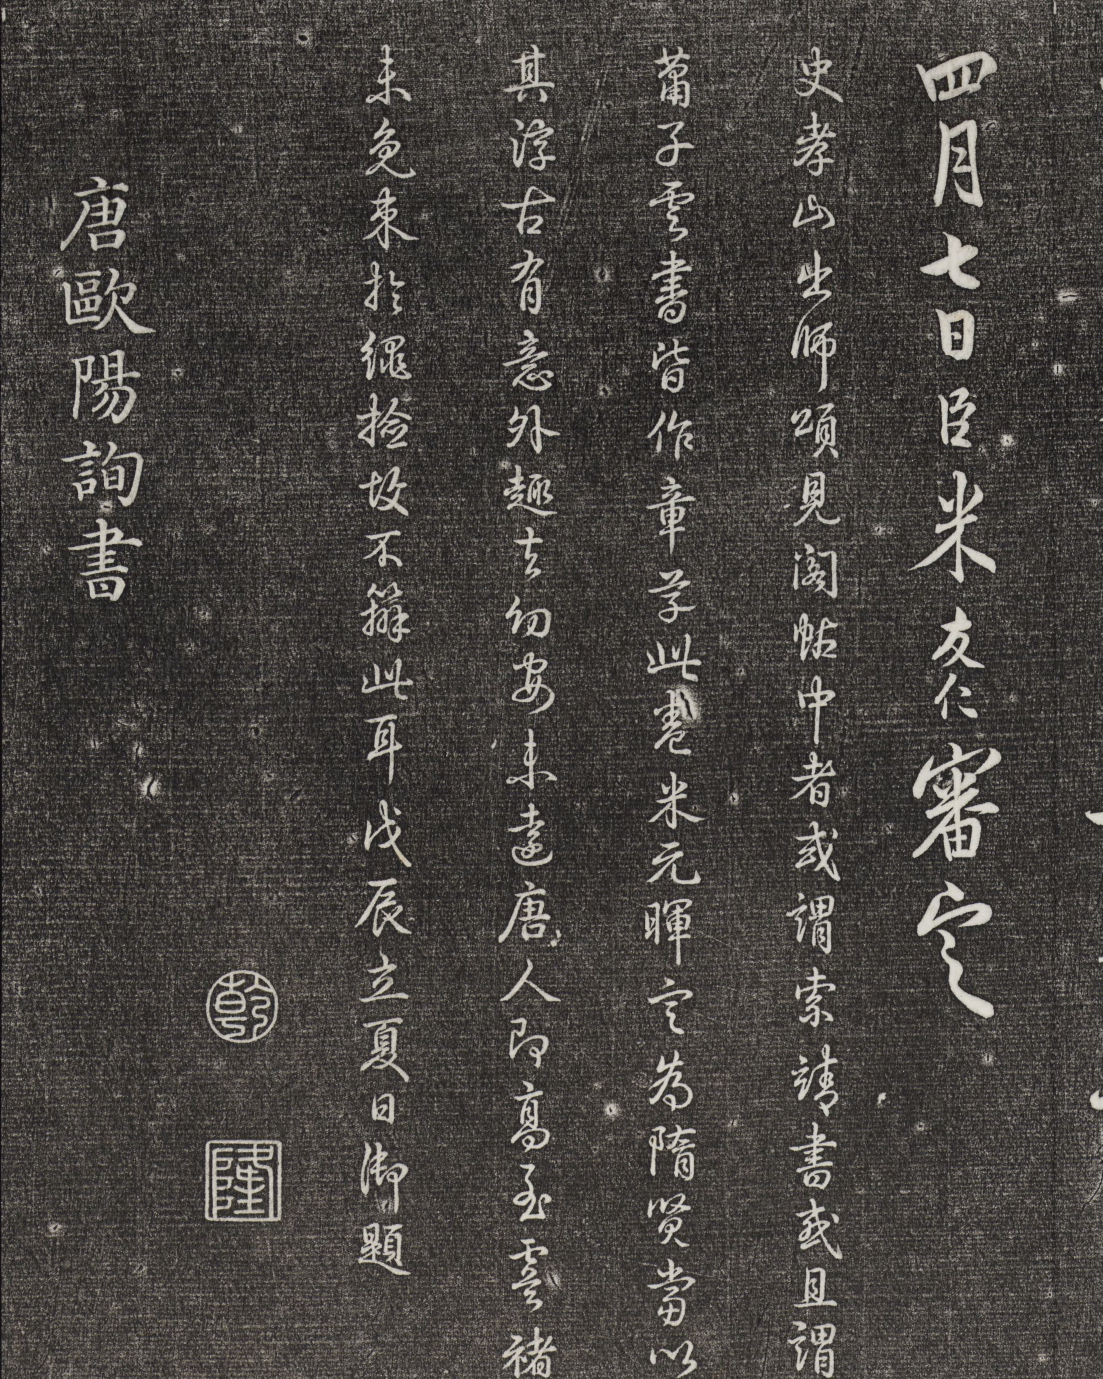 四月七日臣米友仁審定
史孝山出師頌見閣帖中者或謂索靖書或且謂
蕭子雲書皆作章草此卷米元暉定為隋賢當以
其淳古有意外趣去幼安未遠唐人即高至虞褚
未免束於繩撿故不辦此耳戊辰立夏日御題
乾
隆
唐歐陽詢書